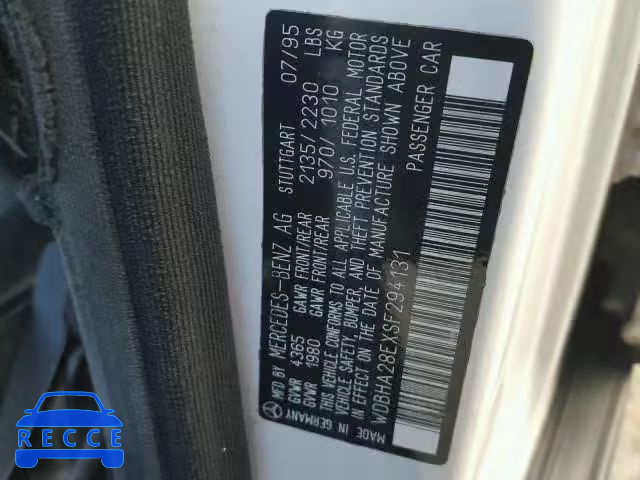 MFD BY MERCEDES-BENZ AG STUTTGART 07/95
GVWR 4365 GAWR FRONT/REAR 2135/2230 LBS
GVWR 1980 GAWR FRONT/REAR 970/1010 KG
THIS VEHICLE CONFORMS TO ALL APPLICABLE U.S. FEDERAL MOTOR
VEHICLE SAFETY, BUMPER, AND THEFT PREVENTION STANDARDS
IN EFFECT ON THE DATE OF MANUFACTURE SHOWN ABOVE
WDBHA28EXSF294131 PASSENGER CAR
MADE IN GERMANY
RECCE